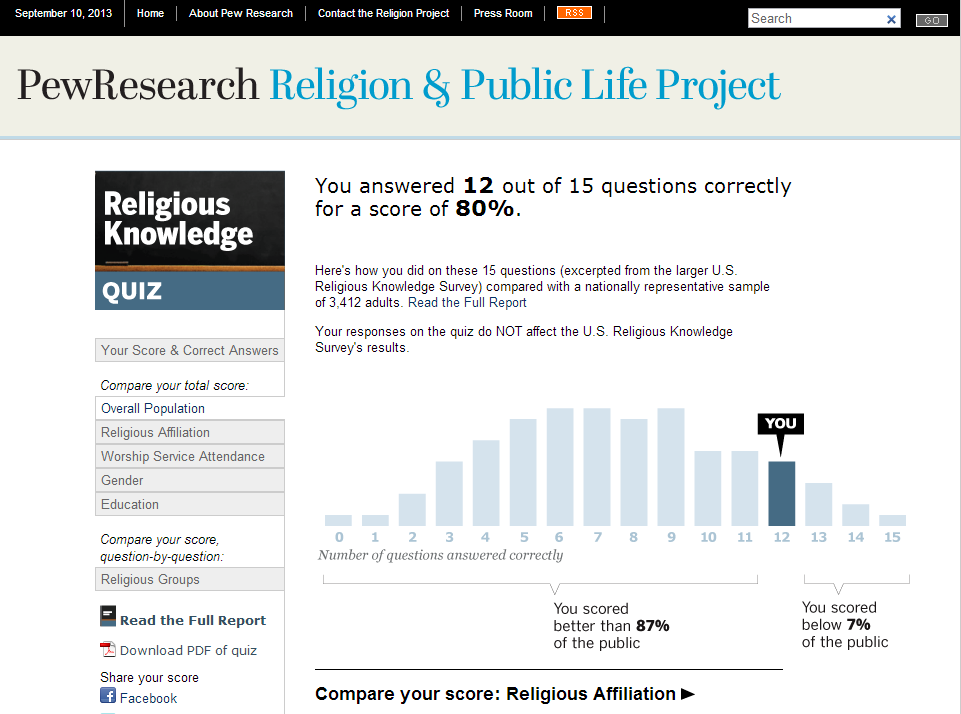 September 10, 2013 Home About Pew Research Contact the Religion Project Press Room RSS Search GO
PewResearch Religion & Public Life Project
Religious
Knowledge
QUIZ
You answered 12 out of 15 questions correctly
for a score of 80%.
Here's how you did on these 15 questions (excerpted from the larger U.S.
Religious Knowledge Survey) compared with a nationally representative sample
of 3,412 adults. Read the Full Report
Your responses on the quiz do NOT affect the U.S. Religious Knowledge
Survey's results.
Your Score & Correct Answers
Compare your total score:
Overall Population
Religious Affiliation
Worship Service Attendance
Gender
Education
Compare your score,
question-by-question:
Religious Groups
Read the Full Report
Download PDF of quiz
Share your score
Facebook
YOU
0 1 2 3 4 5 6 7 8 9 10 11 12 13 14 15
Number of questions answered correctly
You scored
better than 87%
of the public
You scored
below 7%
of the public
Compare your score: Religious Affiliation ►